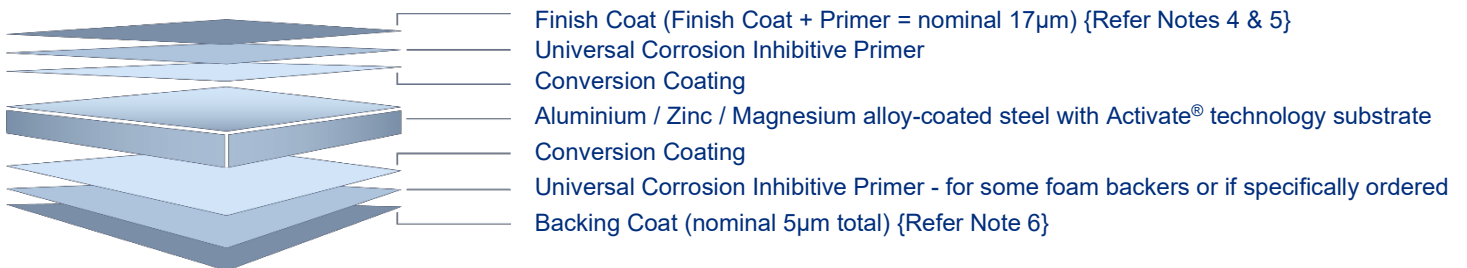 Finish Coat (Finish Coat + Primer = nominal 17µm) {Refer Notes 4 & 5}
Universal Corrosion Inhibitive Primer
Conversion Coating
Aluminium / Zinc / Magnesium alloy-coated steel with Activate® technology substrate
Conversion Coating
Universal Corrosion Inhibitive Primer - for some foam backers or if specifically ordered
Backing Coat (nominal 5µm total) {Refer Note 6}